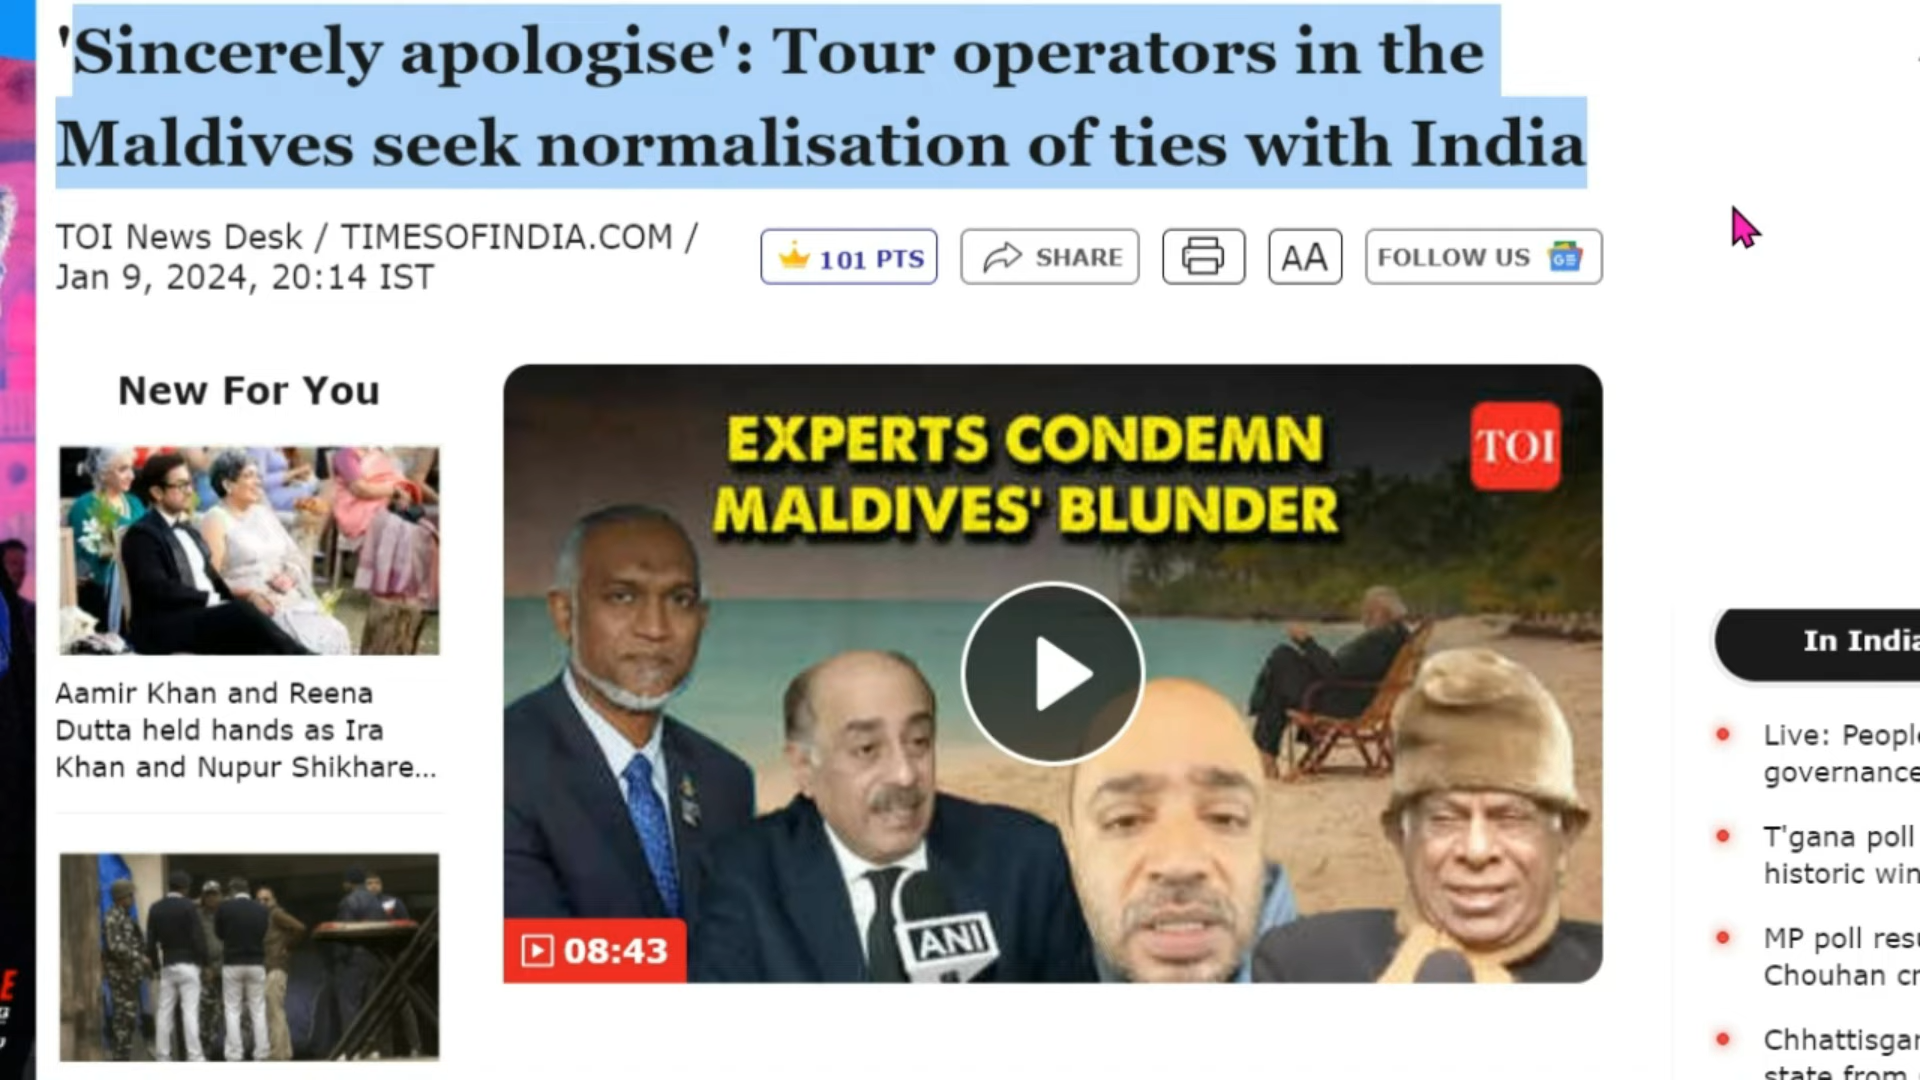 'Sincerely apologise': Tour operators in the
Maldives seek normalisation of ties with India
TOI News Desk / TIMESOFINDIA.COM /
Jan 9, 2024, 20:14 IST
101 PTS
SHARE
AA
FOLLOW US
GE
New For You
Aamir Khan and Reena
Dutta held hands as Ira
Khan and Nupur Shikhare...
EXPERTS CONDEMN
MALDIVES' BLUNDER
TOI
ANI
08:43
In India
Live: People
governance
T'gana poll
historic win
MP poll resu
Chouhan cr
Chhattisgar
state from